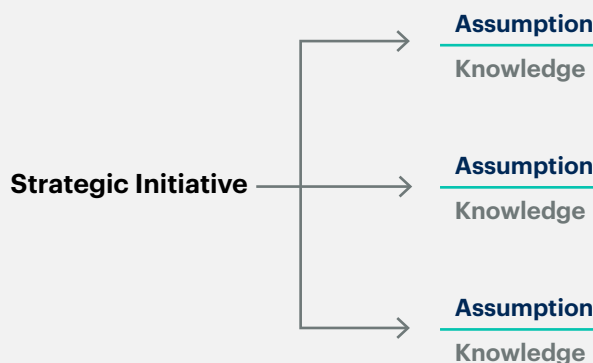 Assumption
Knowledge
Strategic Initiative
Assumption
Knowledge
Assumption
Knowledge